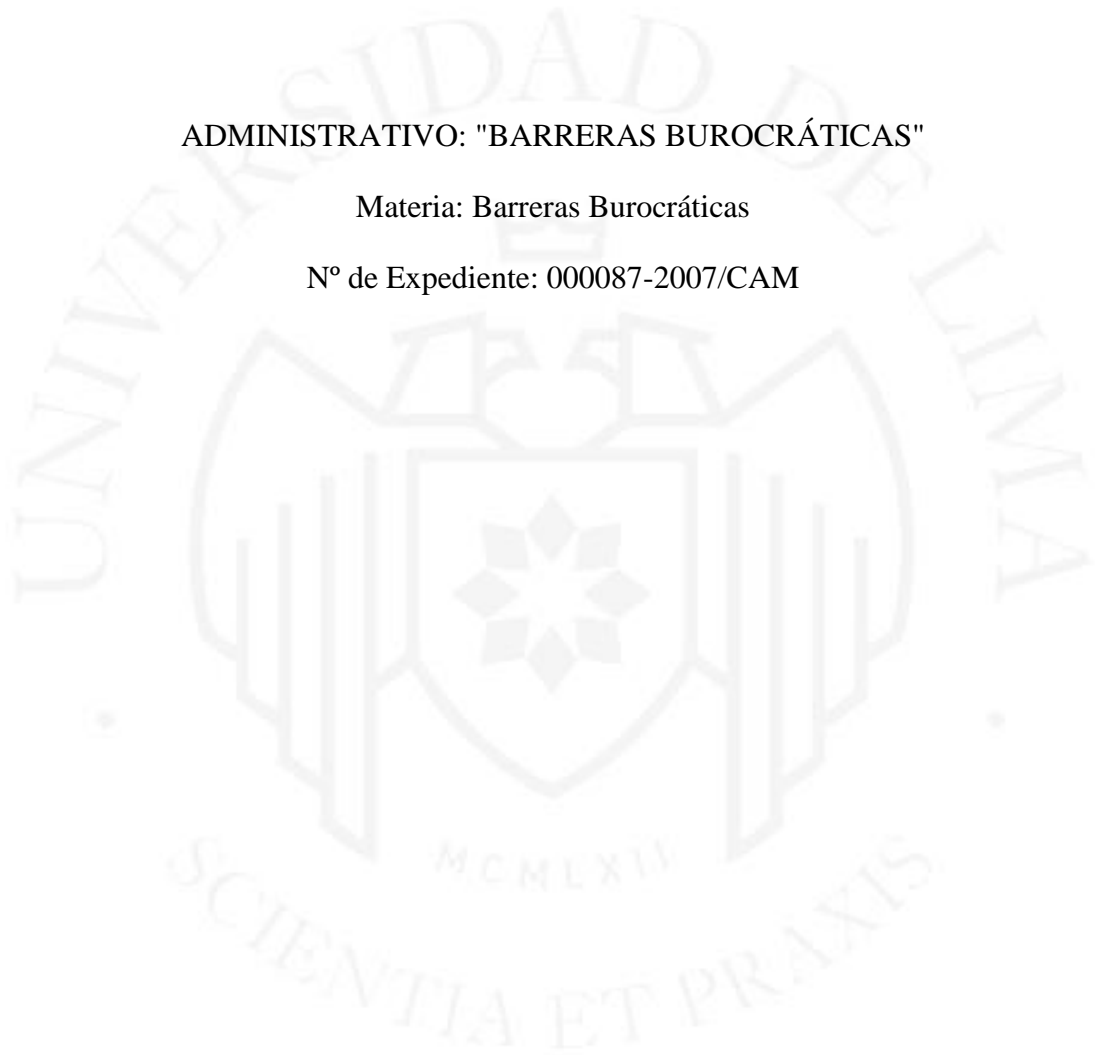 ADMINISTRATIVO: "BARRERAS BUROCRÁTICAS"
Materia: Barreras Burocráticas
Nº de Expediente: 000087-2007/CAM
UNIVERSIDAD DE LIMA
MCMLXII
SCIENTIA ET PRAXIS